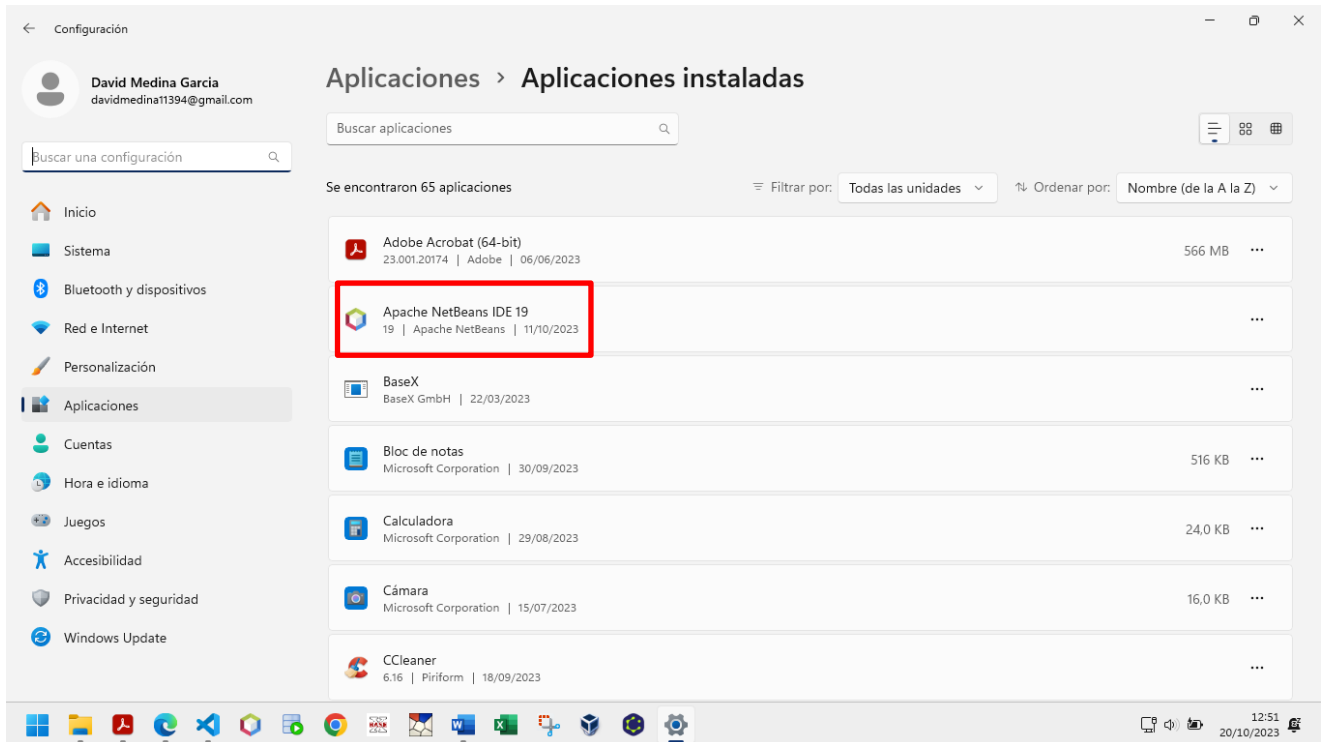 Configuración
David Medina Garcia
davidmedina11394@gmail.com
Buscar una configuración
Inicio
Sistema
Bluetooth y dispositivos
Red e Internet
Personalización
Aplicaciones
Cuentas
Hora e idioma
Juegos
Accesibilidad
Privacidad y seguridad
Windows Update
Aplicaciones > Aplicaciones instaladas
Buscar aplicaciones
Se encontraron 65 aplicaciones
Filtrar por: Todas las unidades
Ordenar por: Nombre (de la A la Z)
Adobe Acrobat (64-bit)
23.001.20174 | Adobe | 06/06/2023
566 MB
Apache NetBeans IDE 19
19 | Apache NetBeans | 11/10/2023
BaseX
BaseX GmbH | 22/03/2023
Bloc de notas
Microsoft Corporation | 30/09/2023
516 KB
Calculadora
Microsoft Corporation | 29/08/2023
24,0 KB
Cámara
Microsoft Corporation | 15/07/2023
16,0 KB
CCleaner
6.16 | Piriform | 18/09/2023
12:51
20/10/2023